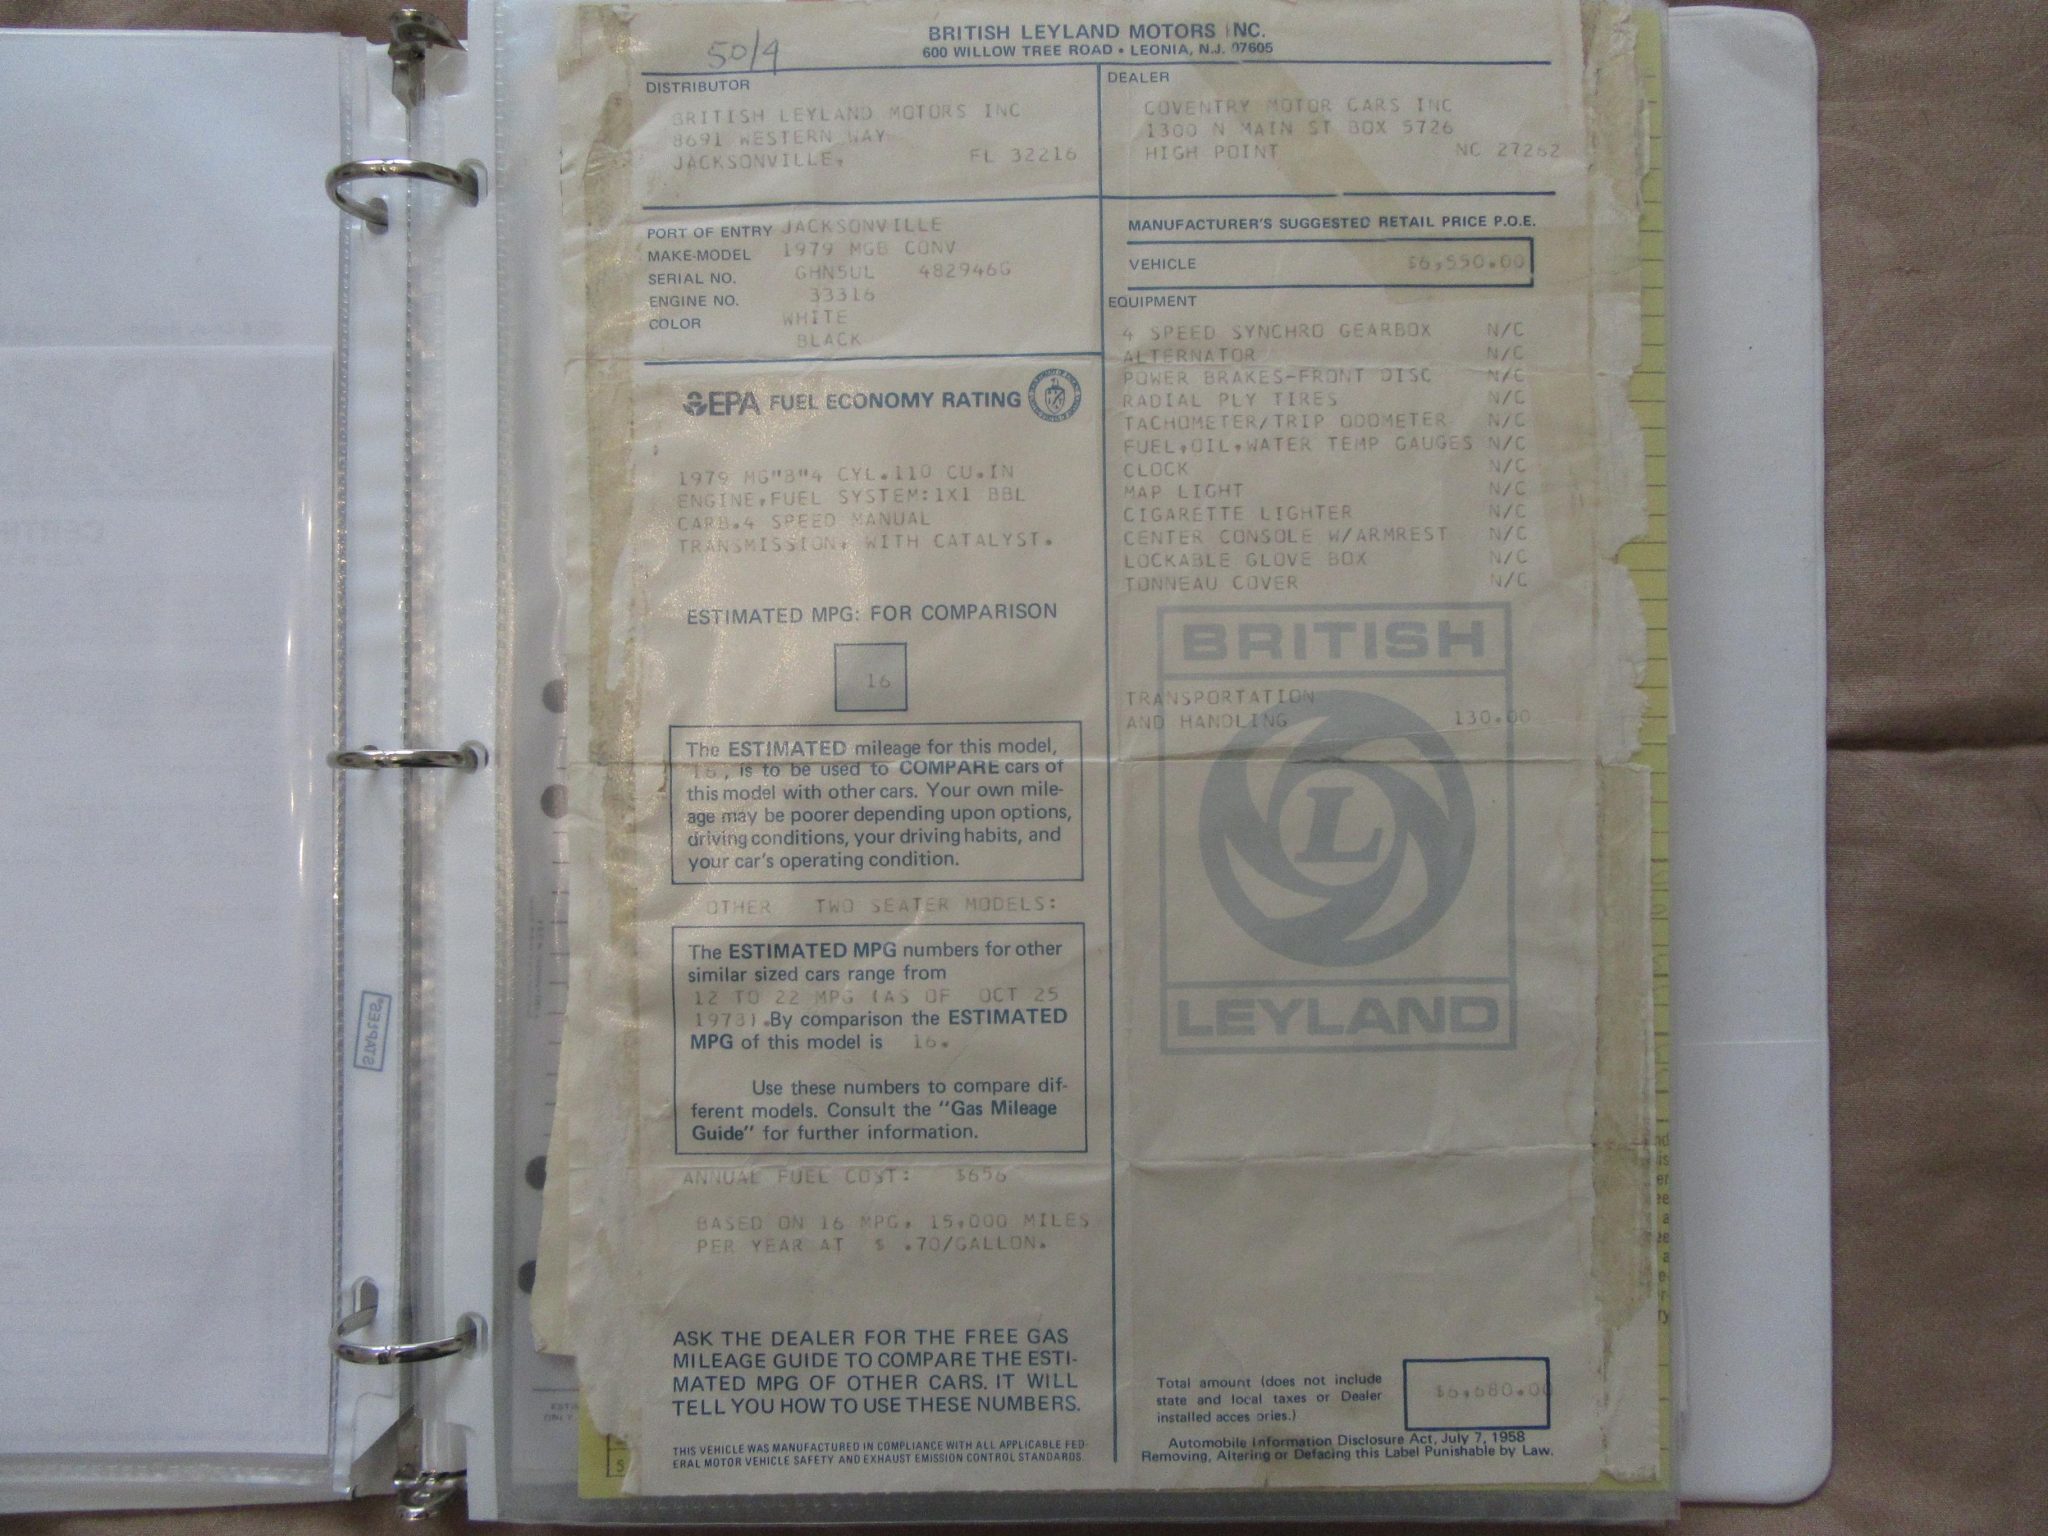 50/4
BRITISH LEYLAND MOTORS INC.
600 WILLOW TREE ROAD • LEONIA, N.J. 07605
DISTRIBUTOR
BRITISH LEYLAND MOTORS INC
8691 WESTERN WAY
JACKSONVILLE, FL 32216
DEALER
COVENTRY MOTOR CARS INC
1300 N MAIN ST BOX 5726
HIGH POINT NC 27262
PORT OF ENTRY JACKSONVILLE
MAKE-MODEL 1979 MGB CONV
SERIAL NO. GHN5UL 482946G
ENGINE NO. 33316
COLOR WHITE
BLACK
MANUFACTURER'S SUGGESTED RETAIL PRICE P.O.E.
VEHICLE $6,550.00
EQUIPMENT
4 SPEED SYNCHRO GEARBOX N/C
ALTERNATOR N/C
POWER BRAKES-FRONT DISC N/C
RADIAL PLY TIRES N/C
TACHOMETER/TRIP ODOMETER N/C
FUEL,OIL,WATER TEMP GAUGES N/C
CLOCK N/C
MAP LIGHT N/C
CIGARETTE LIGHTER N/C
CENTER CONSOLE W/ARMREST N/C
LOCKABLE GLOVE BOX N/C
TONNEAU COVER N/C
BRITISH
TRANSPORTATION
AND HANDLING 130.00
L
LEYLAND
EPA FUEL ECONOMY RATING
1979 MG"B"4 CYL.110 CU.IN
ENGINE,FUEL SYSTEM:1X1 BBL
CARB.4 SPEED MANUAL
TRANSMISSION, WITH CATALYST.
ESTIMATED MPG: FOR COMPARISON
16
The ESTIMATED mileage for this model,
16, is to be used to COMPARE cars of
this model with other cars. Your own mile-
age may be poorer depending upon options,
driving conditions, your driving habits, and
your car's operating condition.
OTHER TWO SEATER MODELS:
The ESTIMATED MPG numbers for other
similar sized cars range from
12 TO 22 MPG (AS OF OCT 25
1978).By comparison the ESTIMATED
MPG of this model is 16.
Use these numbers to compare dif-
ferent models. Consult the "Gas Mileage
Guide" for further information.
ANNUAL FUEL COST: $656
BASED ON 16 MPG, 15,000 MILES
PER YEAR AT $ .70/GALLON.
ASK THE DEALER FOR THE FREE GAS
MILEAGE GUIDE TO COMPARE THE ESTI-
MATED MPG OF OTHER CARS. IT WILL
TELL YOU HOW TO USE THESE NUMBERS.
THIS VEHICLE WAS MANUFACTURED IN COMPLIANCE WITH ALL APPLICABLE FED-
ERAL MOTOR VEHICLE SAFETY AND EXHAUST EMISSION CONTROL STANDARDS.
Total amount (does not include
state and local taxes or Dealer
installed acces ories.)
$6,680.00
Automobile Information Disclosure Act, July 7, 1958
Removing, Altering or Defacing this Label Punishable by Law.
STAPLES